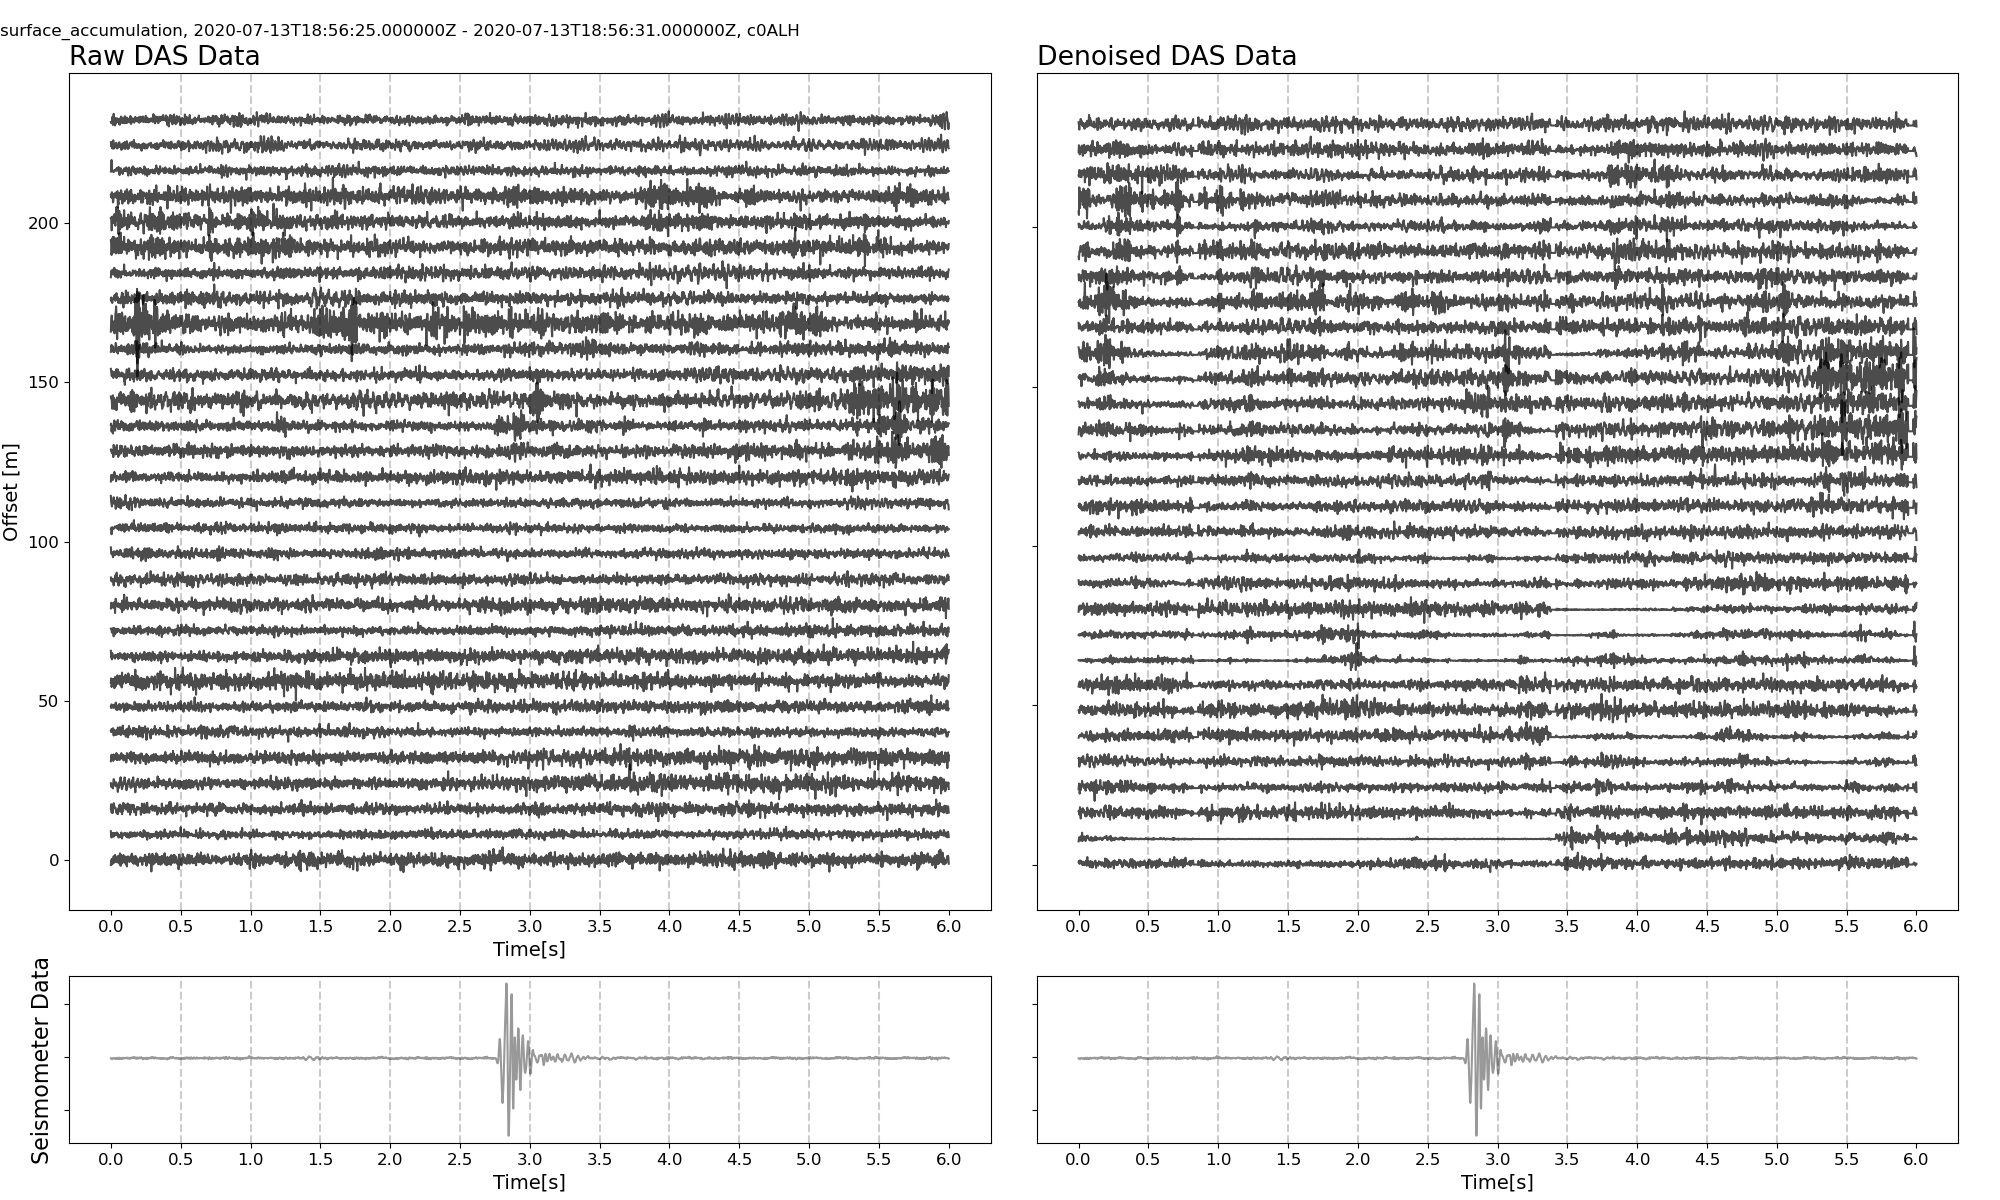 surface_accumulation, 2020-07-13T18:56:25.000000Z - 2020-07-13T18:56:31.000000Z, c0ALH
Raw DAS Data
Denoised DAS Data
Offset [m]
200
150
100
50
0
0.0 0.5 1.0 1.5 2.0 2.5 3.0 3.5 4.0 4.5 5.0 5.5 6.0
Time[s]
0.0 0.5 1.0 1.5 2.0 2.5 3.0 3.5 4.0 4.5 5.0 5.5 6.0
Seismometer Data
0.0 0.5 1.0 1.5 2.0 2.5 3.0 3.5 4.0 4.5 5.0 5.5 6.0
Time[s]
0.0 0.5 1.0 1.5 2.0 2.5 3.0 3.5 4.0 4.5 5.0 5.5 6.0
Time[s]